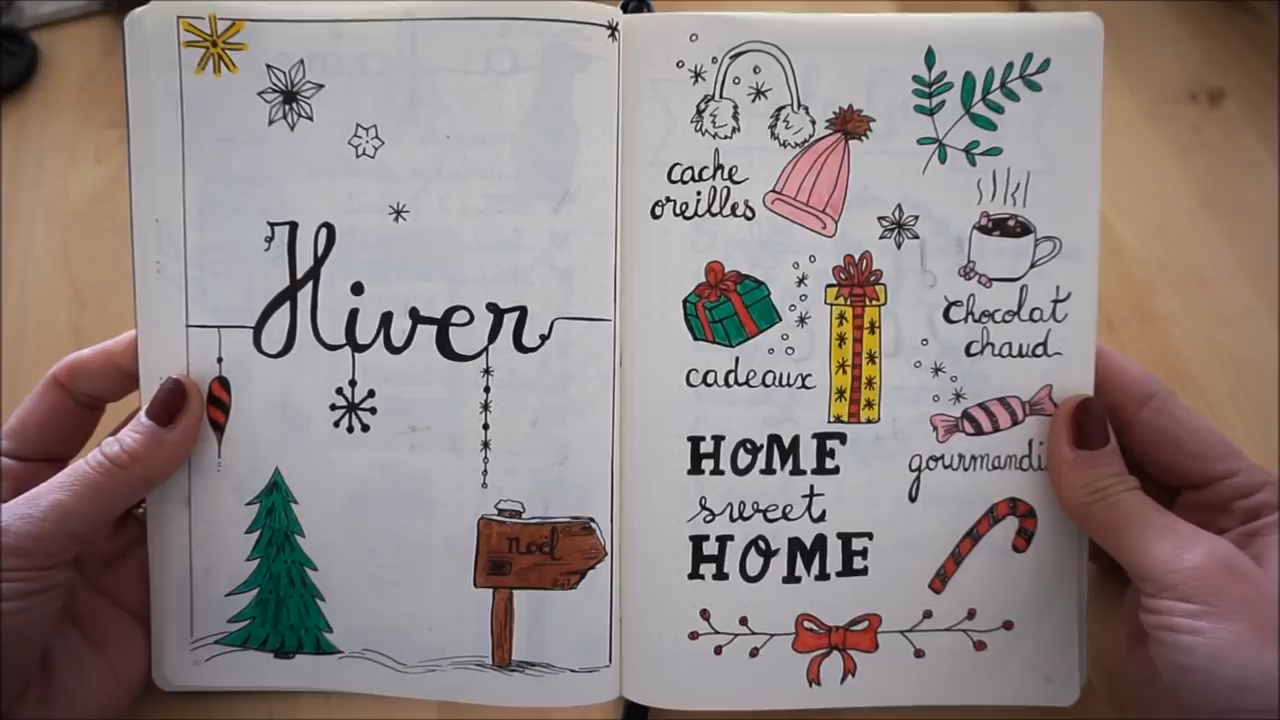 Hiver
noël
cache
oreilles
chocolat
chaud
cadeaux
gourmandi
HOME
sweet
HOME